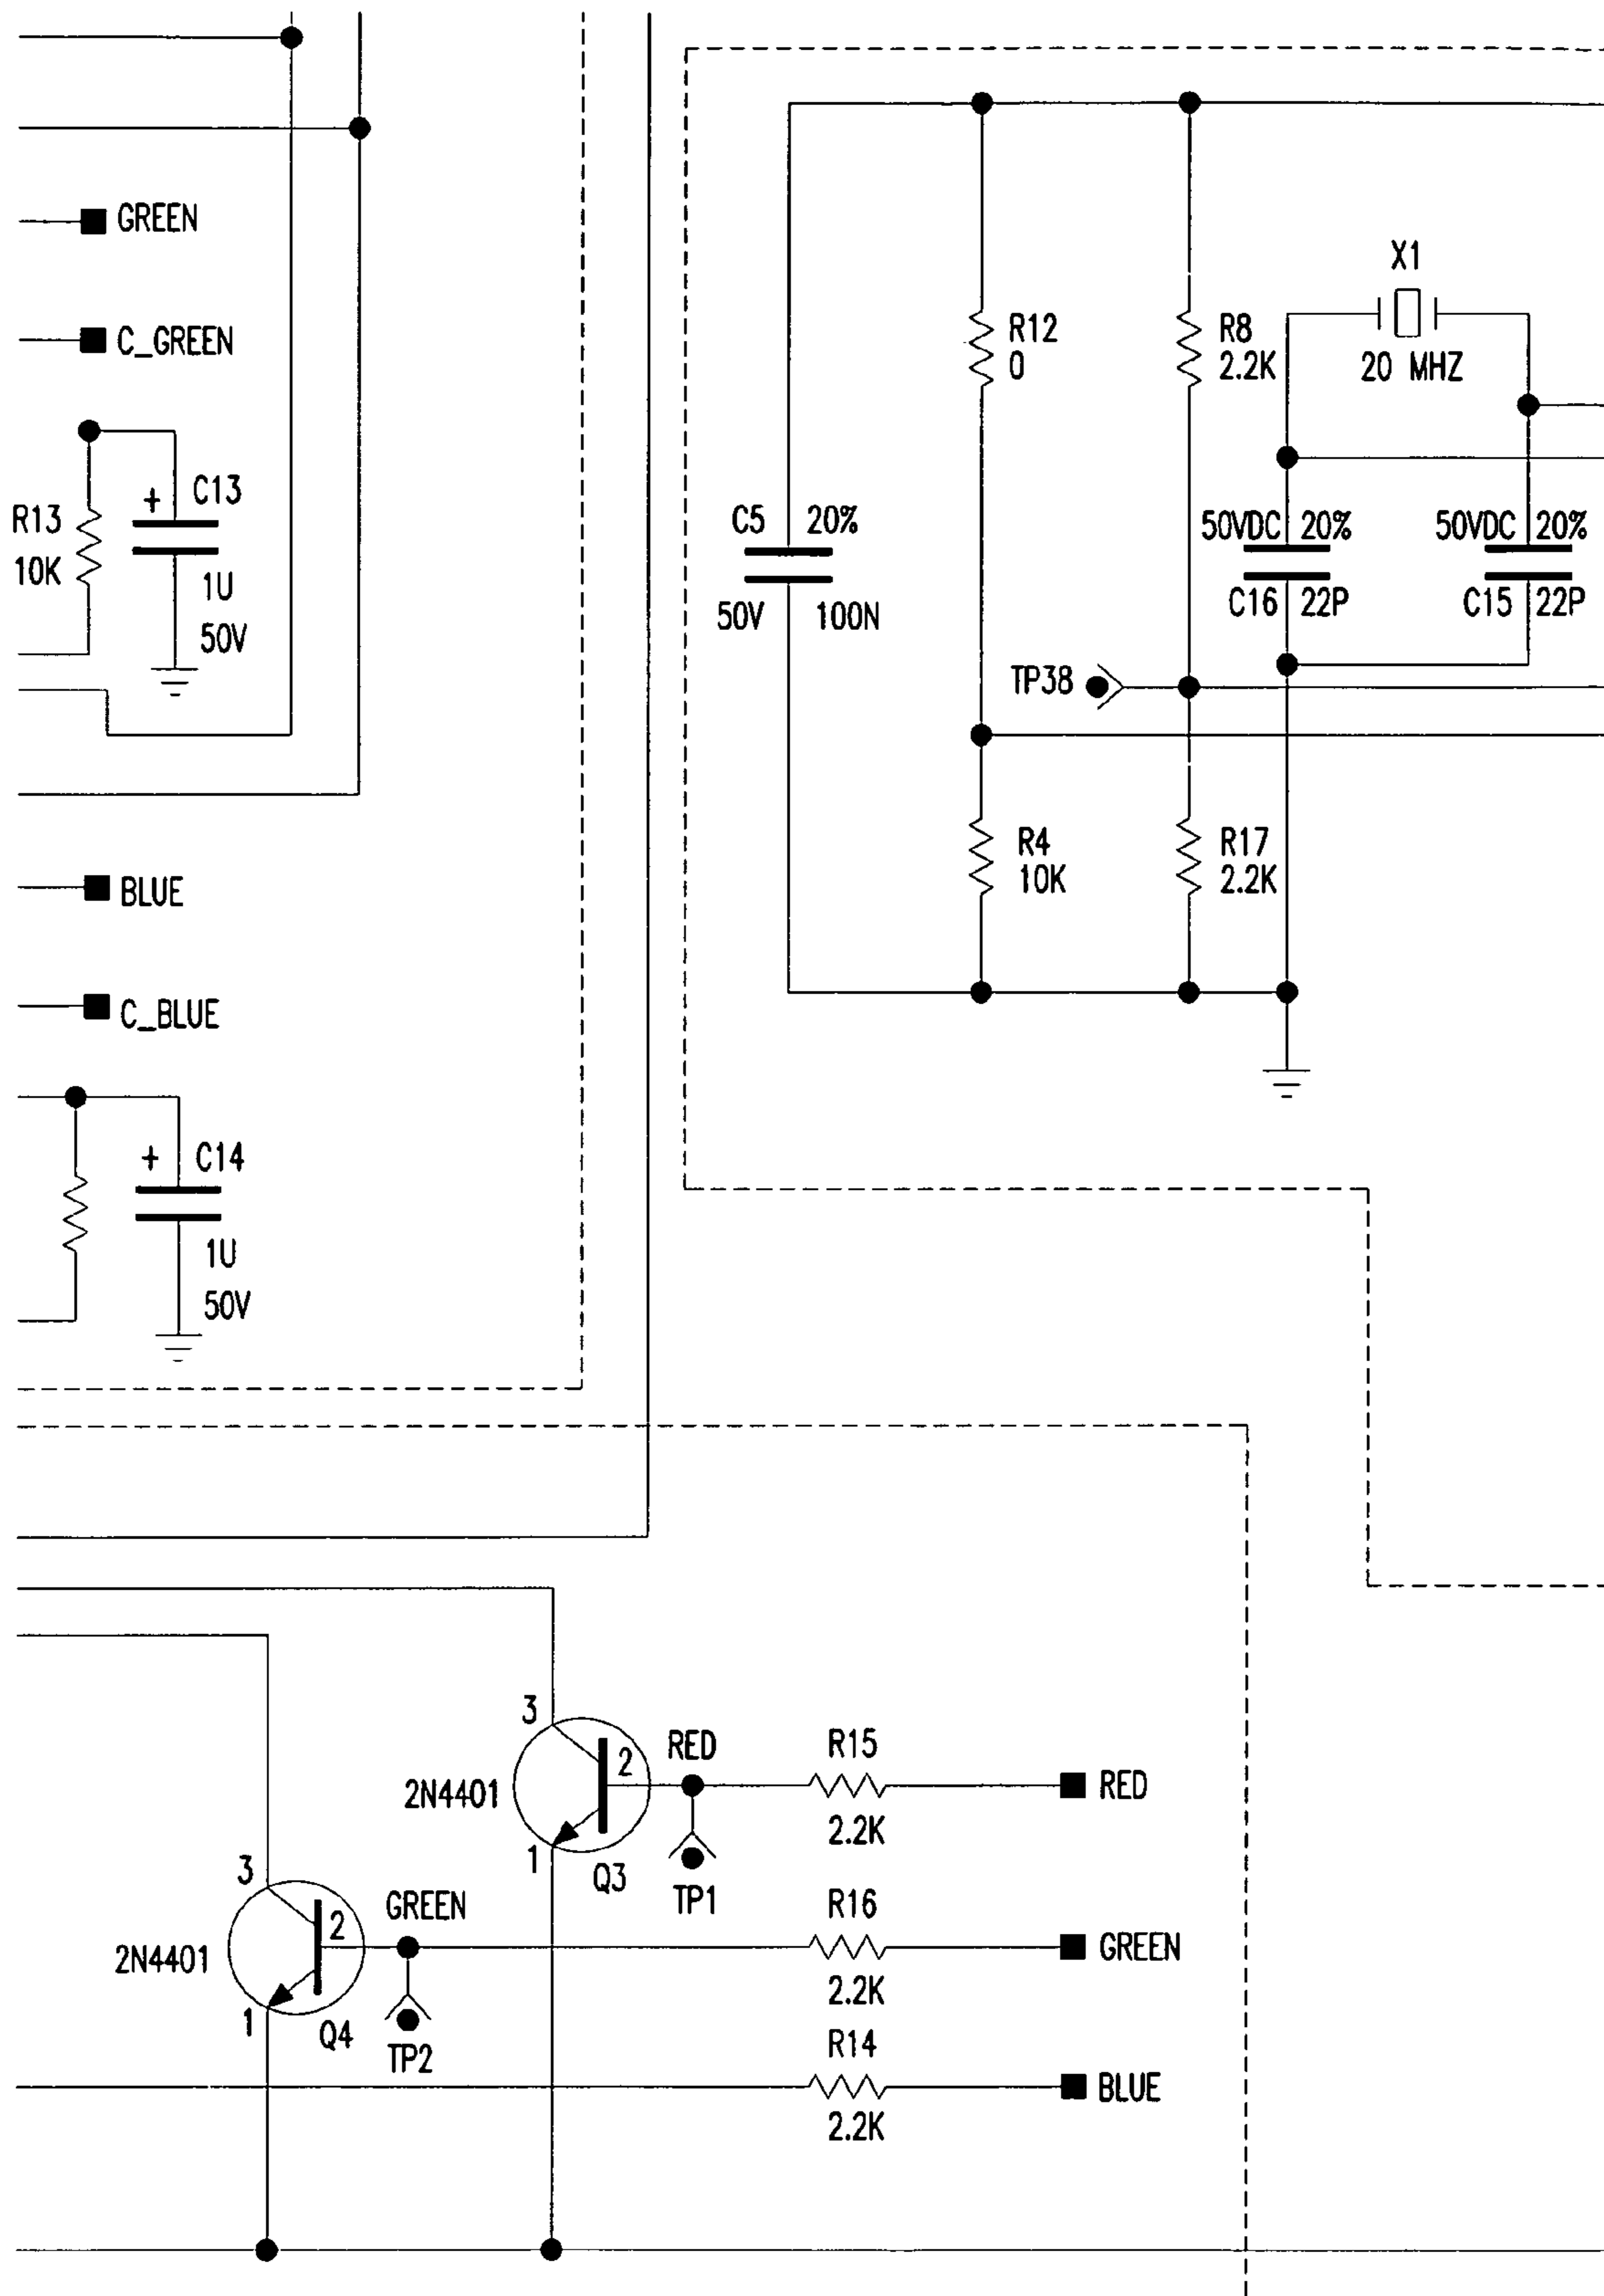 GREEN
C_GREEN
R13
10K
+
C13
1U
50V
BLUE
C_BLUE
+
C14
1U
50V
C5 20%
50V 100N
R12
0
R8
2.2K
X1
20 MHZ
50VDC 20%
C16 22P
50VDC 20%
C15 22P
TP38
R4
10K
R17
2.2K
3
2N4401
2
1
Q3
RED
TP1
R15
2.2K
RED
3
2N4401
2
1
Q4
GREEN
TP2
R16
2.2K
GREEN
R14
2.2K
BLUE